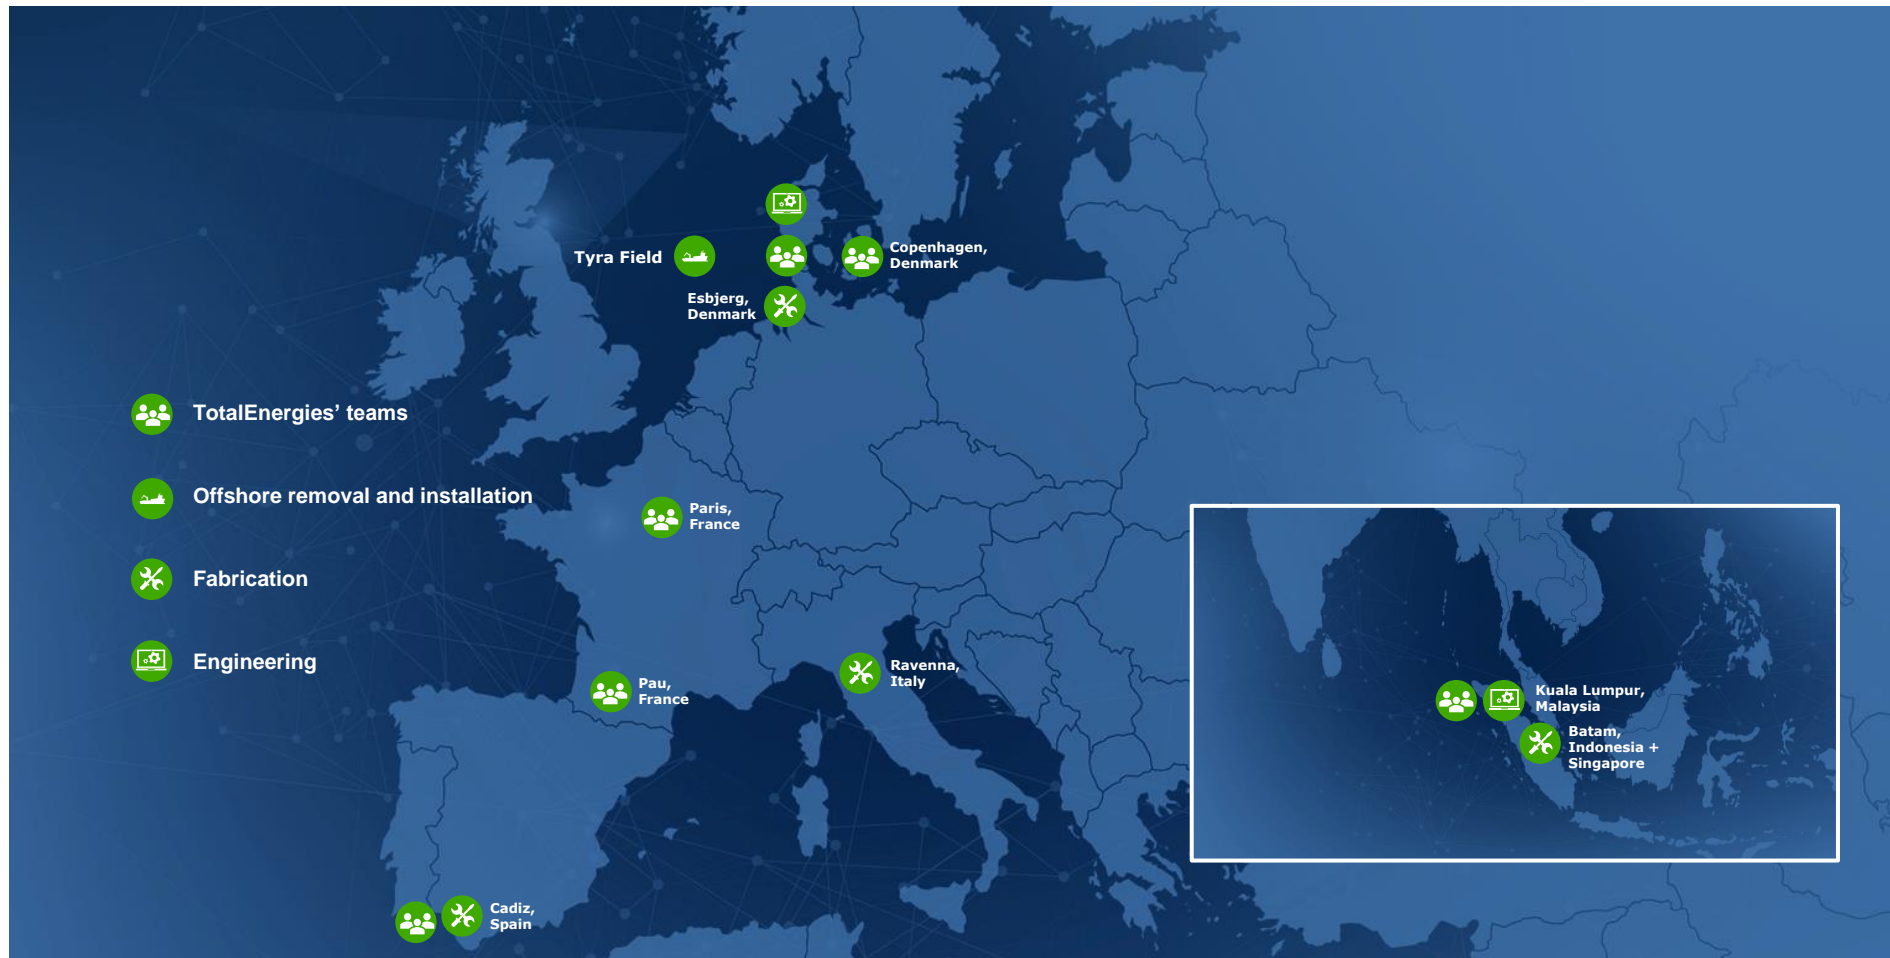 Tyra Field
Copenhagen,
Denmark
Esbjerg,
Denmark
TotalEnergies’ teams
Offshore removal and installation
Fabrication
Engineering
Paris,
France
Pau,
France
Ravenna,
Italy
Cadiz,
Spain
Kuala Lumpur,
Malaysia
Batam,
Indonesia +
Singapore